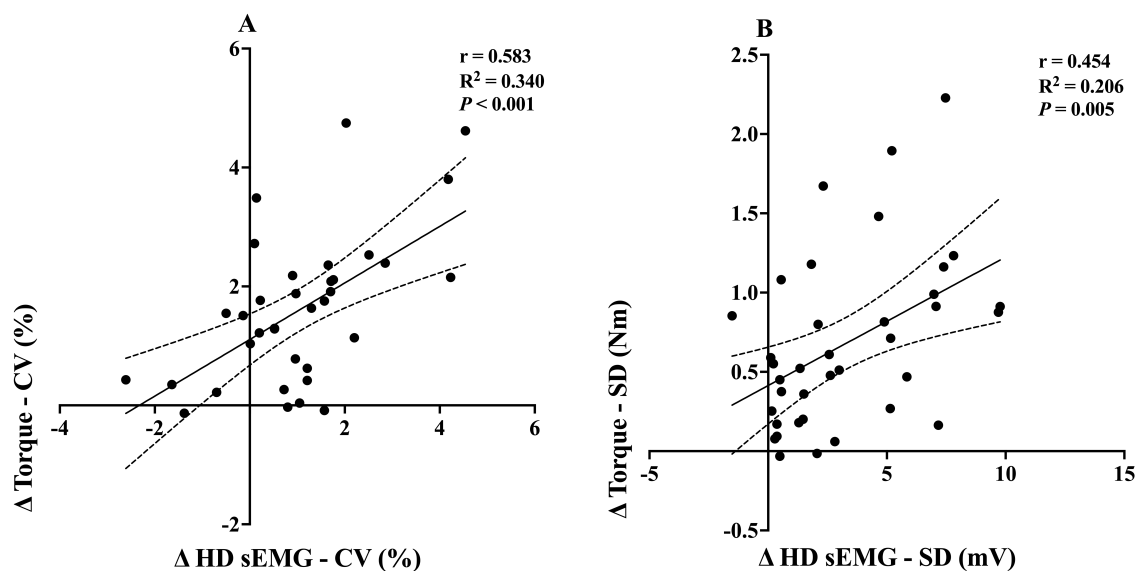 A
r = 0.583
R² = 0.340
P < 0.001
6
4
2
-2
-4
-2
2
4
6
Δ Torque - CV (%)
Δ HD sEMG - CV (%)
B
r = 0.454
R² = 0.206
P = 0.005
2.5
2.0
1.5
1.0
0.5
-0.5
-5
5
10
15
Δ Torque - SD (Nm)
Δ HD sEMG - SD (mV)